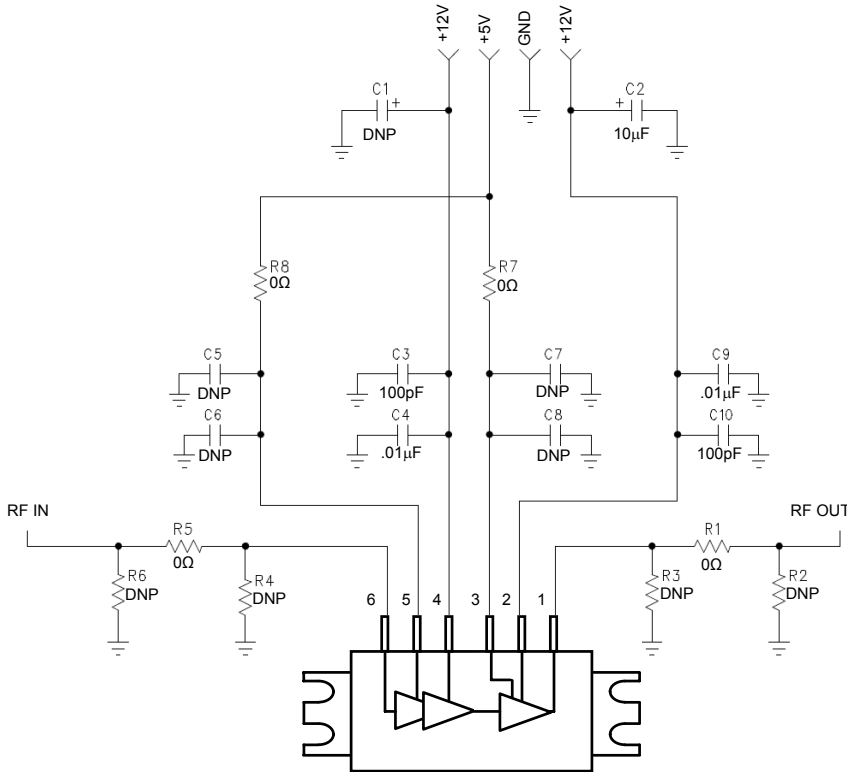 +12V
+5V
GND
+12V
C1
+
DNP
C2
+
10μF
R8
0Ω
R7
0Ω
C5
DNP
C3
100pF
C7
DNP
C9
.01μF
C6
DNP
C4
.01μF
C8
DNP
C10
100pF
RF IN
RF OUT
R5
0Ω
R1
0Ω
R6
DNP
R4
DNP
R3
DNP
R2
DNP
6 5 4 3 2 1